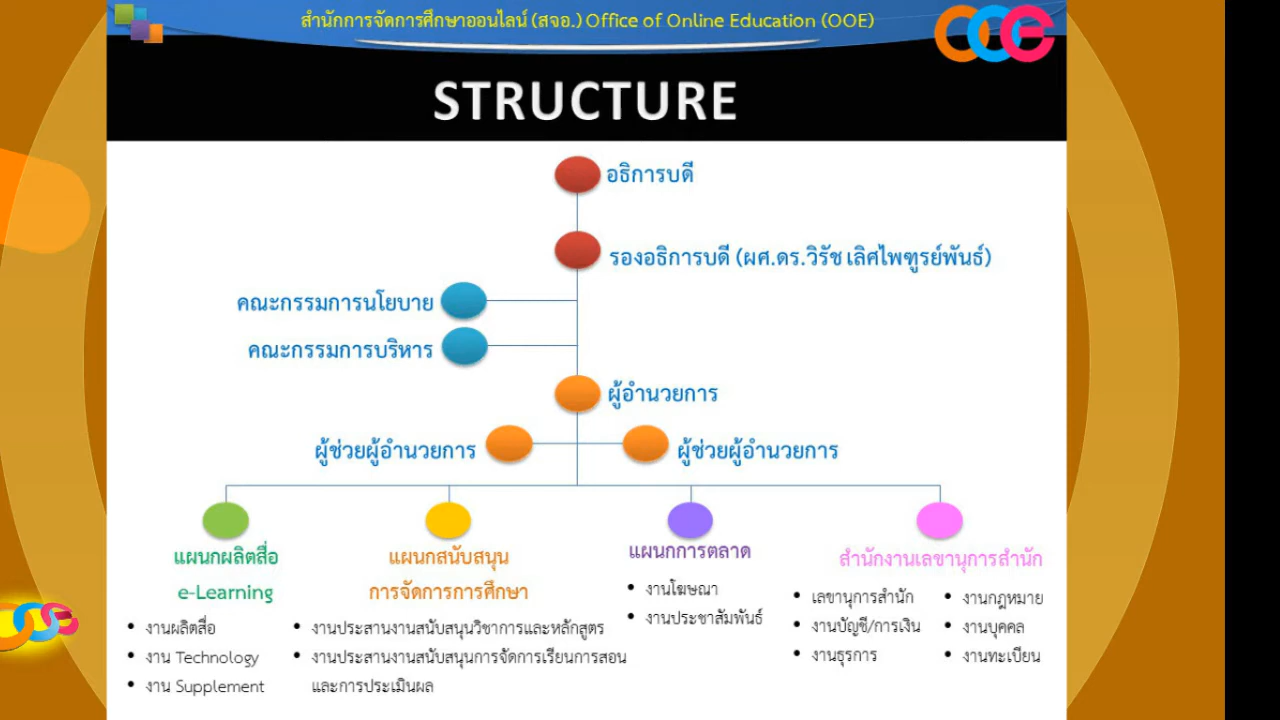 สำนักการจัดการศึกษาออนไลน์ (สจอ.) Office of Online Education (OOE)
OOE
STRUCTURE
อธิการบดี
รองอธิการบดี (ผศ.ดร.วิรัช เลิศไพฑูรย์พันธ์)
คณะกรรมการนโยบาย
คณะกรรมการบริหาร
ผู้อำนวยการ
ผู้ช่วยผู้อำนวยการ
ผู้ช่วยผู้อำนวยการ
แผนกผลิตสื่อ
e-Learning
• งานผลิตสื่อ
• งาน Technology
• งาน Supplement
แผนกสนับสนุน
การจัดการการศึกษา
• งานประสานงานสนับสนุนวิชาการและหลักสูตร
• งานประสานงานสนับสนุนการจัดการเรียนการสอน
และการประเมินผล
แผนกการตลาด
• งานโฆษณา
• งานประชาสัมพันธ์
สำนักงานเลขานุการสำนัก
• เลขานุการสำนัก
• งานบัญชี/การเงิน
• งานธุรการ
• งานกฎหมาย
• งานบุคคล
• งานทะเบียน
OOE